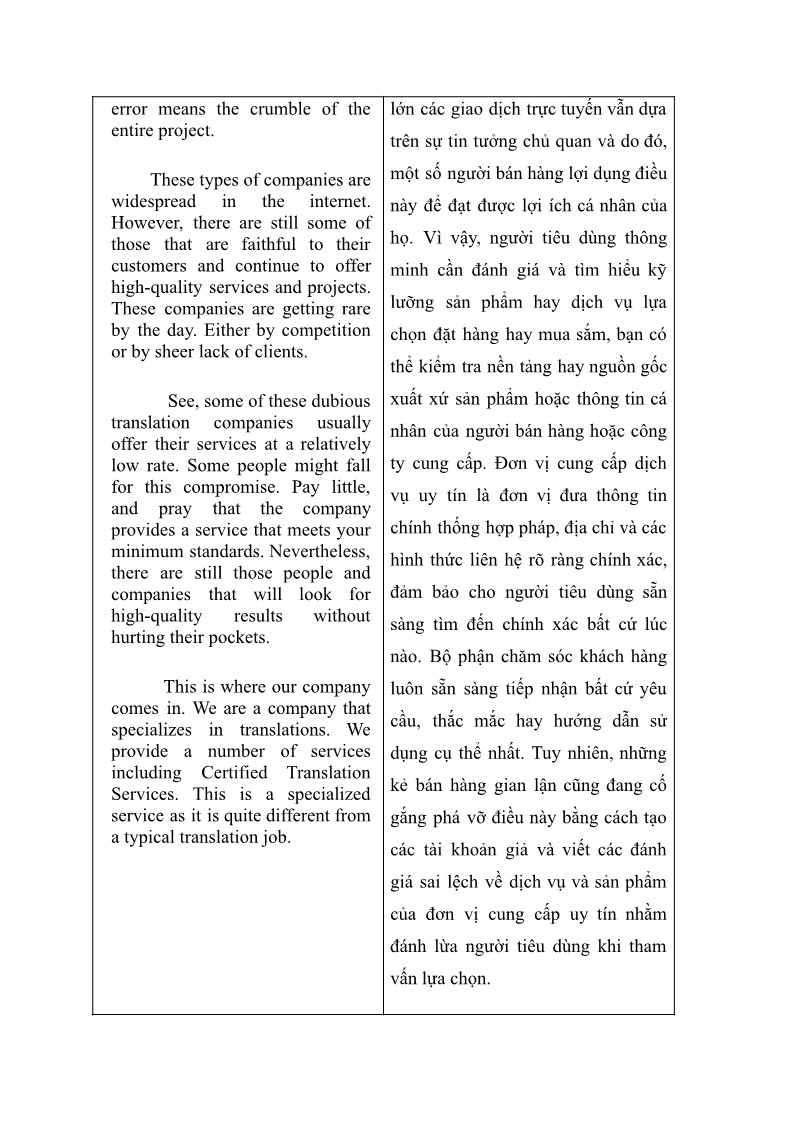 error means the crumble of the
entire project.
These types of companies are
widespread in the internet.
However, there are still some of
those that are faithful to their
customers and continue to offer
high-quality services and projects.
These companies are getting rare
by the day. Either by competition
or by sheer lack of clients.
See, some of these dubious
translation companies usually
offer their services at a relatively
low rate. Some people might fall
for this compromise. Pay little,
and pray that the company
provides a service that meets your
minimum standards. Nevertheless,
there are still those people and
companies that will look for
high-quality results without
hurting their pockets.
This is where our company
comes in. We are a company that
specializes in translations. We
provide a number of services
including Certified Translation
Services. This is a specialized
service as it is quite different from
a typical translation job.
lớn các giao dịch trực tuyến vẫn dựa
trên sự tin tưởng chủ quan và do đó,
một số người bán hàng lợi dụng điều
này để đạt được lợi ích cá nhân của
họ. Vì vậy, người tiêu dùng thông
minh cần đánh giá và tìm hiểu kỹ
lưỡng sản phẩm hay dịch vụ lựa
chọn đặt hàng hay mua sắm, bạn có
thể kiểm tra nền tảng hay nguồn gốc
xuất xứ sản phẩm hoặc thông tin cá
nhân của người bán hàng hoặc công
ty cung cấp. Đơn vị cung cấp dịch
vụ uy tín là đơn vị đưa thông tin
chính thống hợp pháp, địa chỉ và các
hình thức liên hệ rõ ràng chính xác,
đảm bảo cho người tiêu dùng sẵn
sàng tìm đến chính xác bất cứ lúc
nào. Bộ phận chăm sóc khách hàng
luôn sẵn sàng tiếp nhận bất cứ yêu
cầu, thắc mắc hay hướng dẫn sử
dụng cụ thể nhất. Tuy nhiên, những
kẻ bán hàng gian lận cũng đang cố
gắng phá vỡ điều này bằng cách tạo
các tài khoản giả và viết các đánh
giá sai lệch về dịch vụ và sản phẩm
của đơn vị cung cấp uy tín nhằm
đánh lừa người tiêu dùng khi tham
vấn lựa chọn.